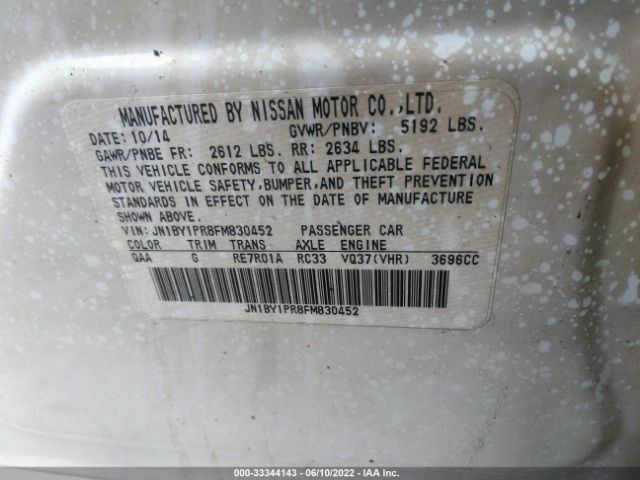 MANUFACTURED BY NISSAN MOTOR CO.,LTD.
DATE: 10/14 GVWR/PNBV: 5192 LBS.
GAWR/PNBE FR: 2612 LBS. RR: 2634 LBS.
THIS VEHICLE CONFORMS TO ALL APPLICABLE FEDERAL
MOTOR VEHICLE SAFETY,BUMPER,AND THEFT PREVENTION
STANDARDS IN EFFECT ON THE DATE OF MANUFACTURE
SHOWN ABOVE.
VIN: JN1BY1PR8FM830452 PASSENGER CAR
COLOR TRIM TRANS AXLE ENGINE
QAA G RE7R01A RC33 VQ37(VHR) 3696CC
JN1BY1PR8FM830452
000-33344143 - 06/10/2022 - IAA Inc.